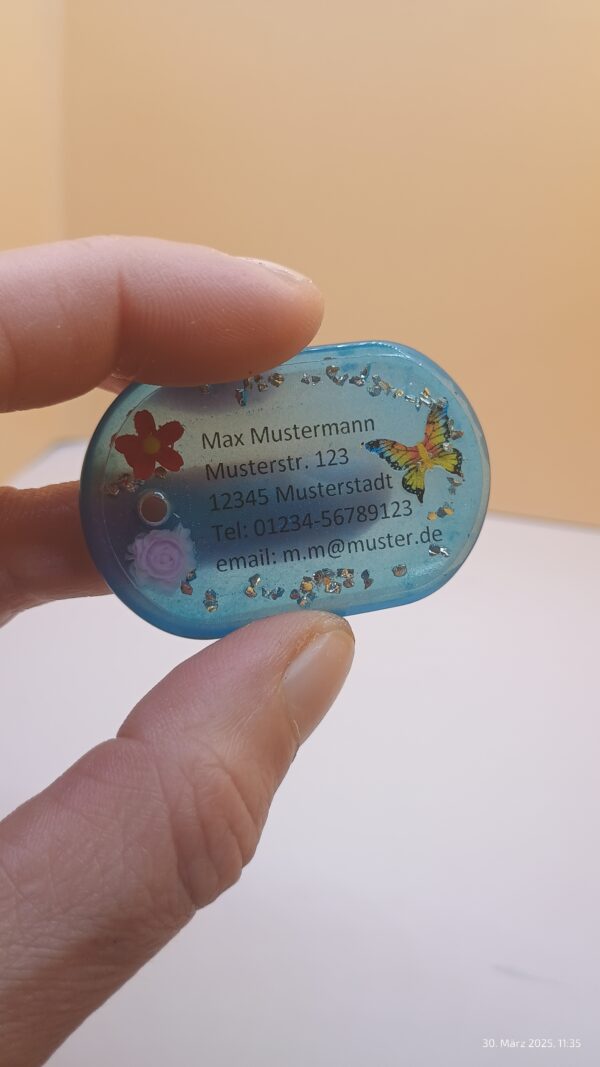 Max Mustermann
Musterstr. 123
12345 Musterstadt
Tel: 01234-56789123
email: m.m@muster.de
30. März 2025, 11:35